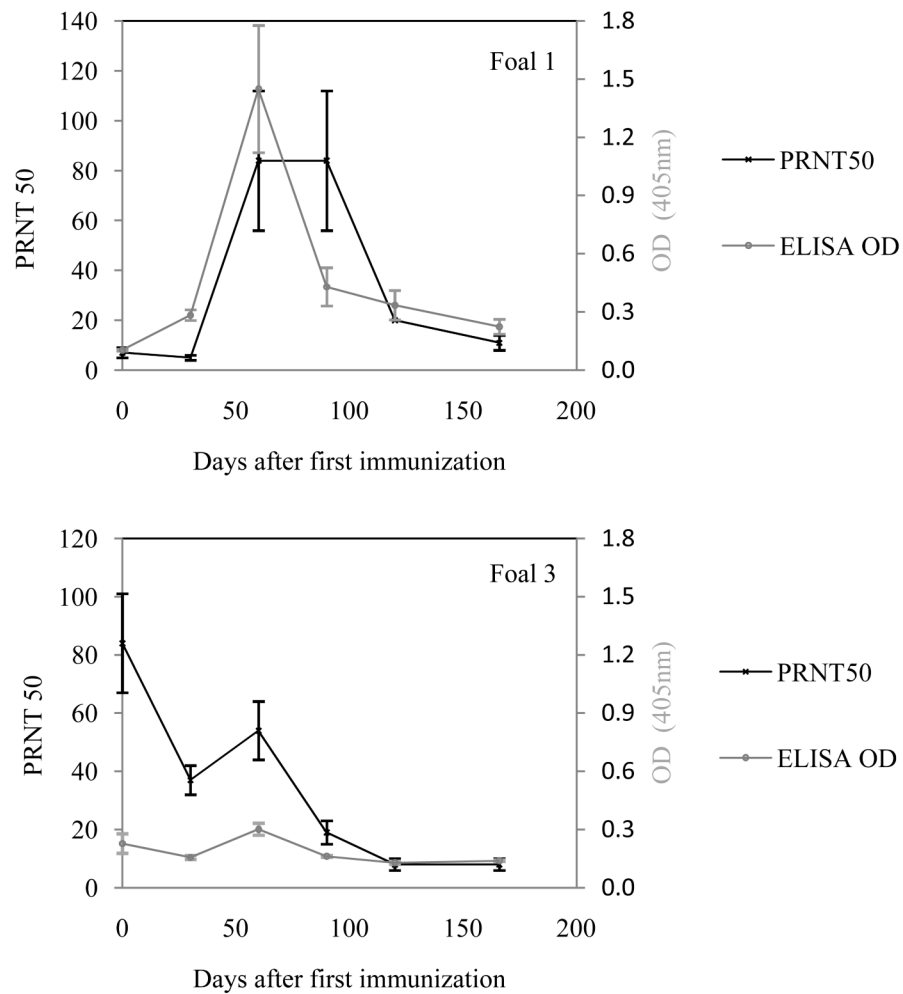 140
120
100
80
60
40
20
0
PRNT 50
1.8
1.5
1.2
0.9
0.6
0.3
0.0
OD (405nm)
Foal 1
PRNT50
ELISA OD
0 50 100 150 200
Days after first immunization
120
100
80
60
40
20
0
PRNT 50
1.8
1.5
1.2
0.9
0.6
0.3
0.0
OD (405nm)
Foal 3
PRNT50
ELISA OD
0 50 100 150 200
Days after first immunization